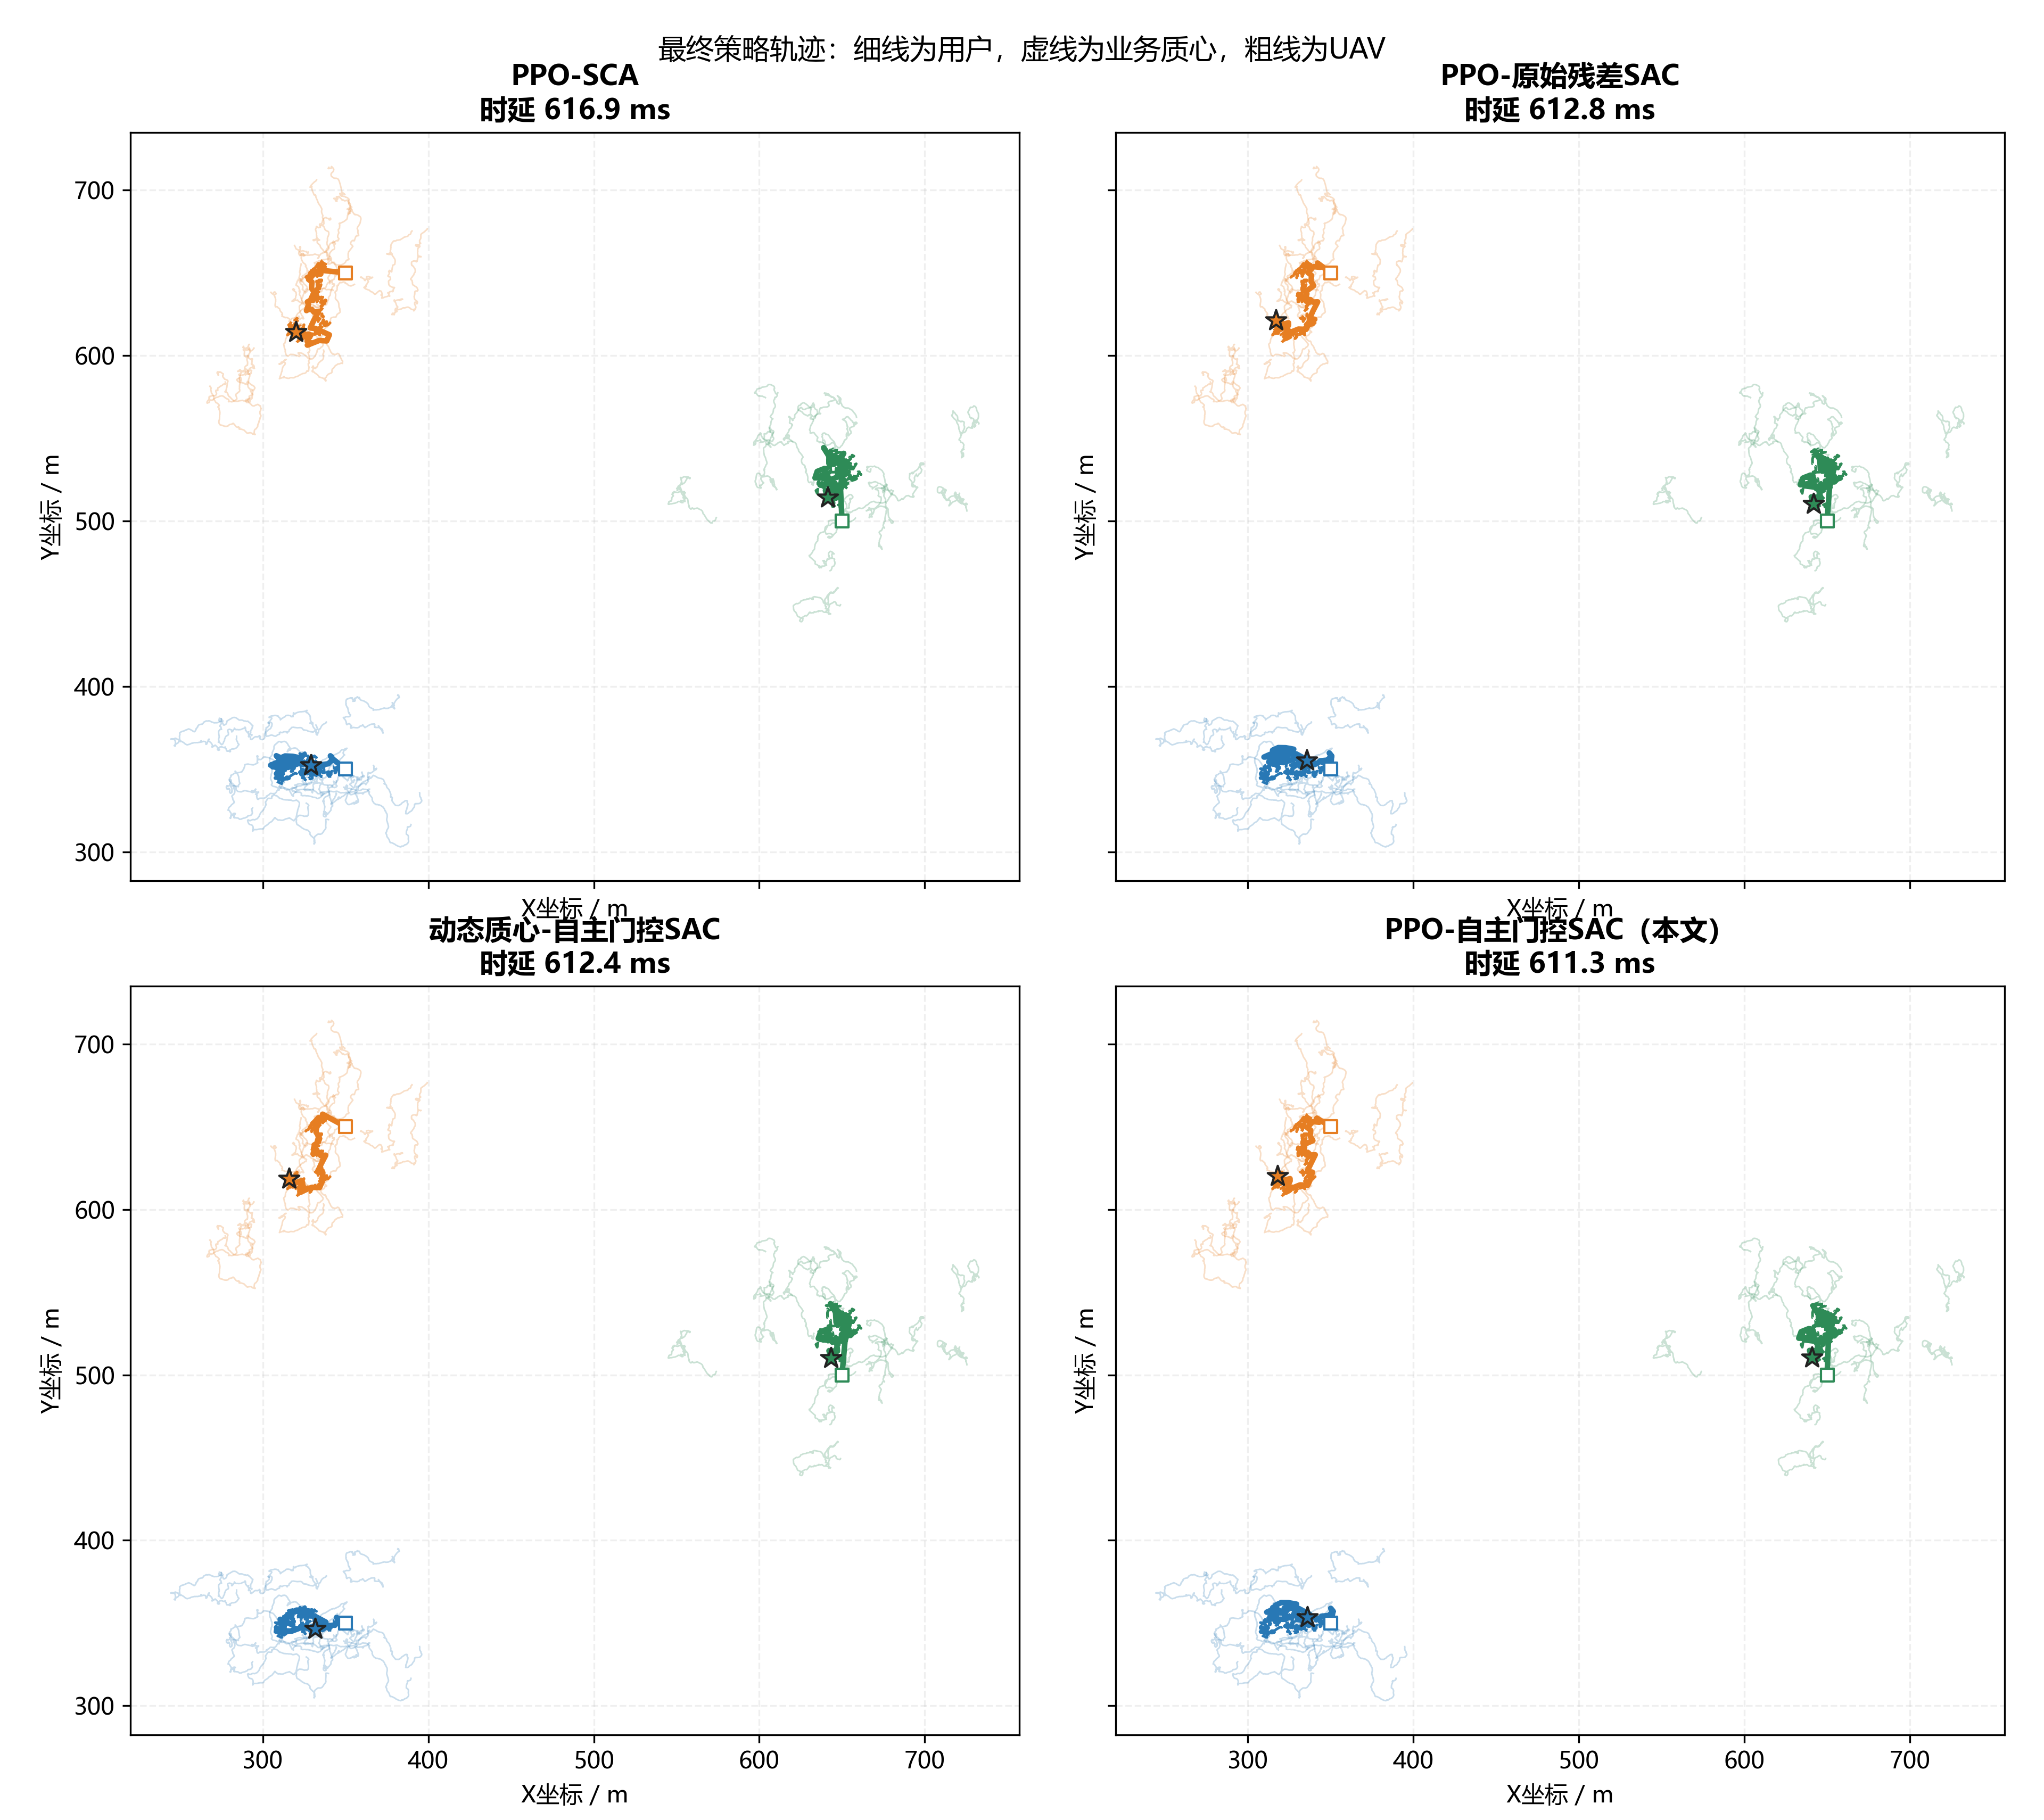 最终策略轨迹：细线为用户，虚线为业务质心，粗线为UAV
PPO-SCA
时延 616.9 ms
700
600
500
400
300
Y坐标 / m
X坐标 / m
PPO-原始残差SAC
时延 612.8 ms
Y坐标 / m
X坐标 / m
动态质心-自主门控SAC
时延 612.4 ms
700
600
500
400
300
Y坐标 / m
300 400 500 600 700
X坐标 / m
PPO-自主门控SAC（本文）
时延 611.3 ms
Y坐标 / m
300 400 500 600 700
X坐标 / m